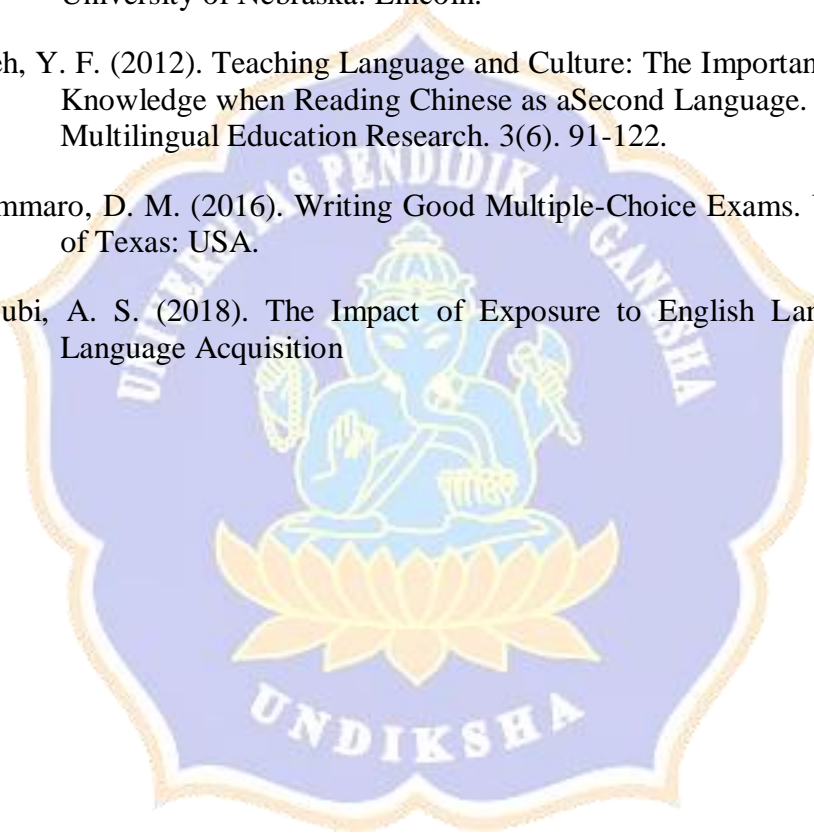 University of Nebraska: Lincoln.
eh, Y. F. (2012). Teaching Language and Culture: The Importan
Knowledge when Reading Chinese as aSecond Language.
Multilingual Education Research. 3(6). 91-122.
mmaro, D. M. (2016). Writing Good Multiple-Choice Exams.
of Texas: USA.
ubi, A. S. (2018). The Impact of Exposure to English Lan
Language Acquisition
UNIVERSITAS PENDIDIKAN GANESHA
UNDIKSHA